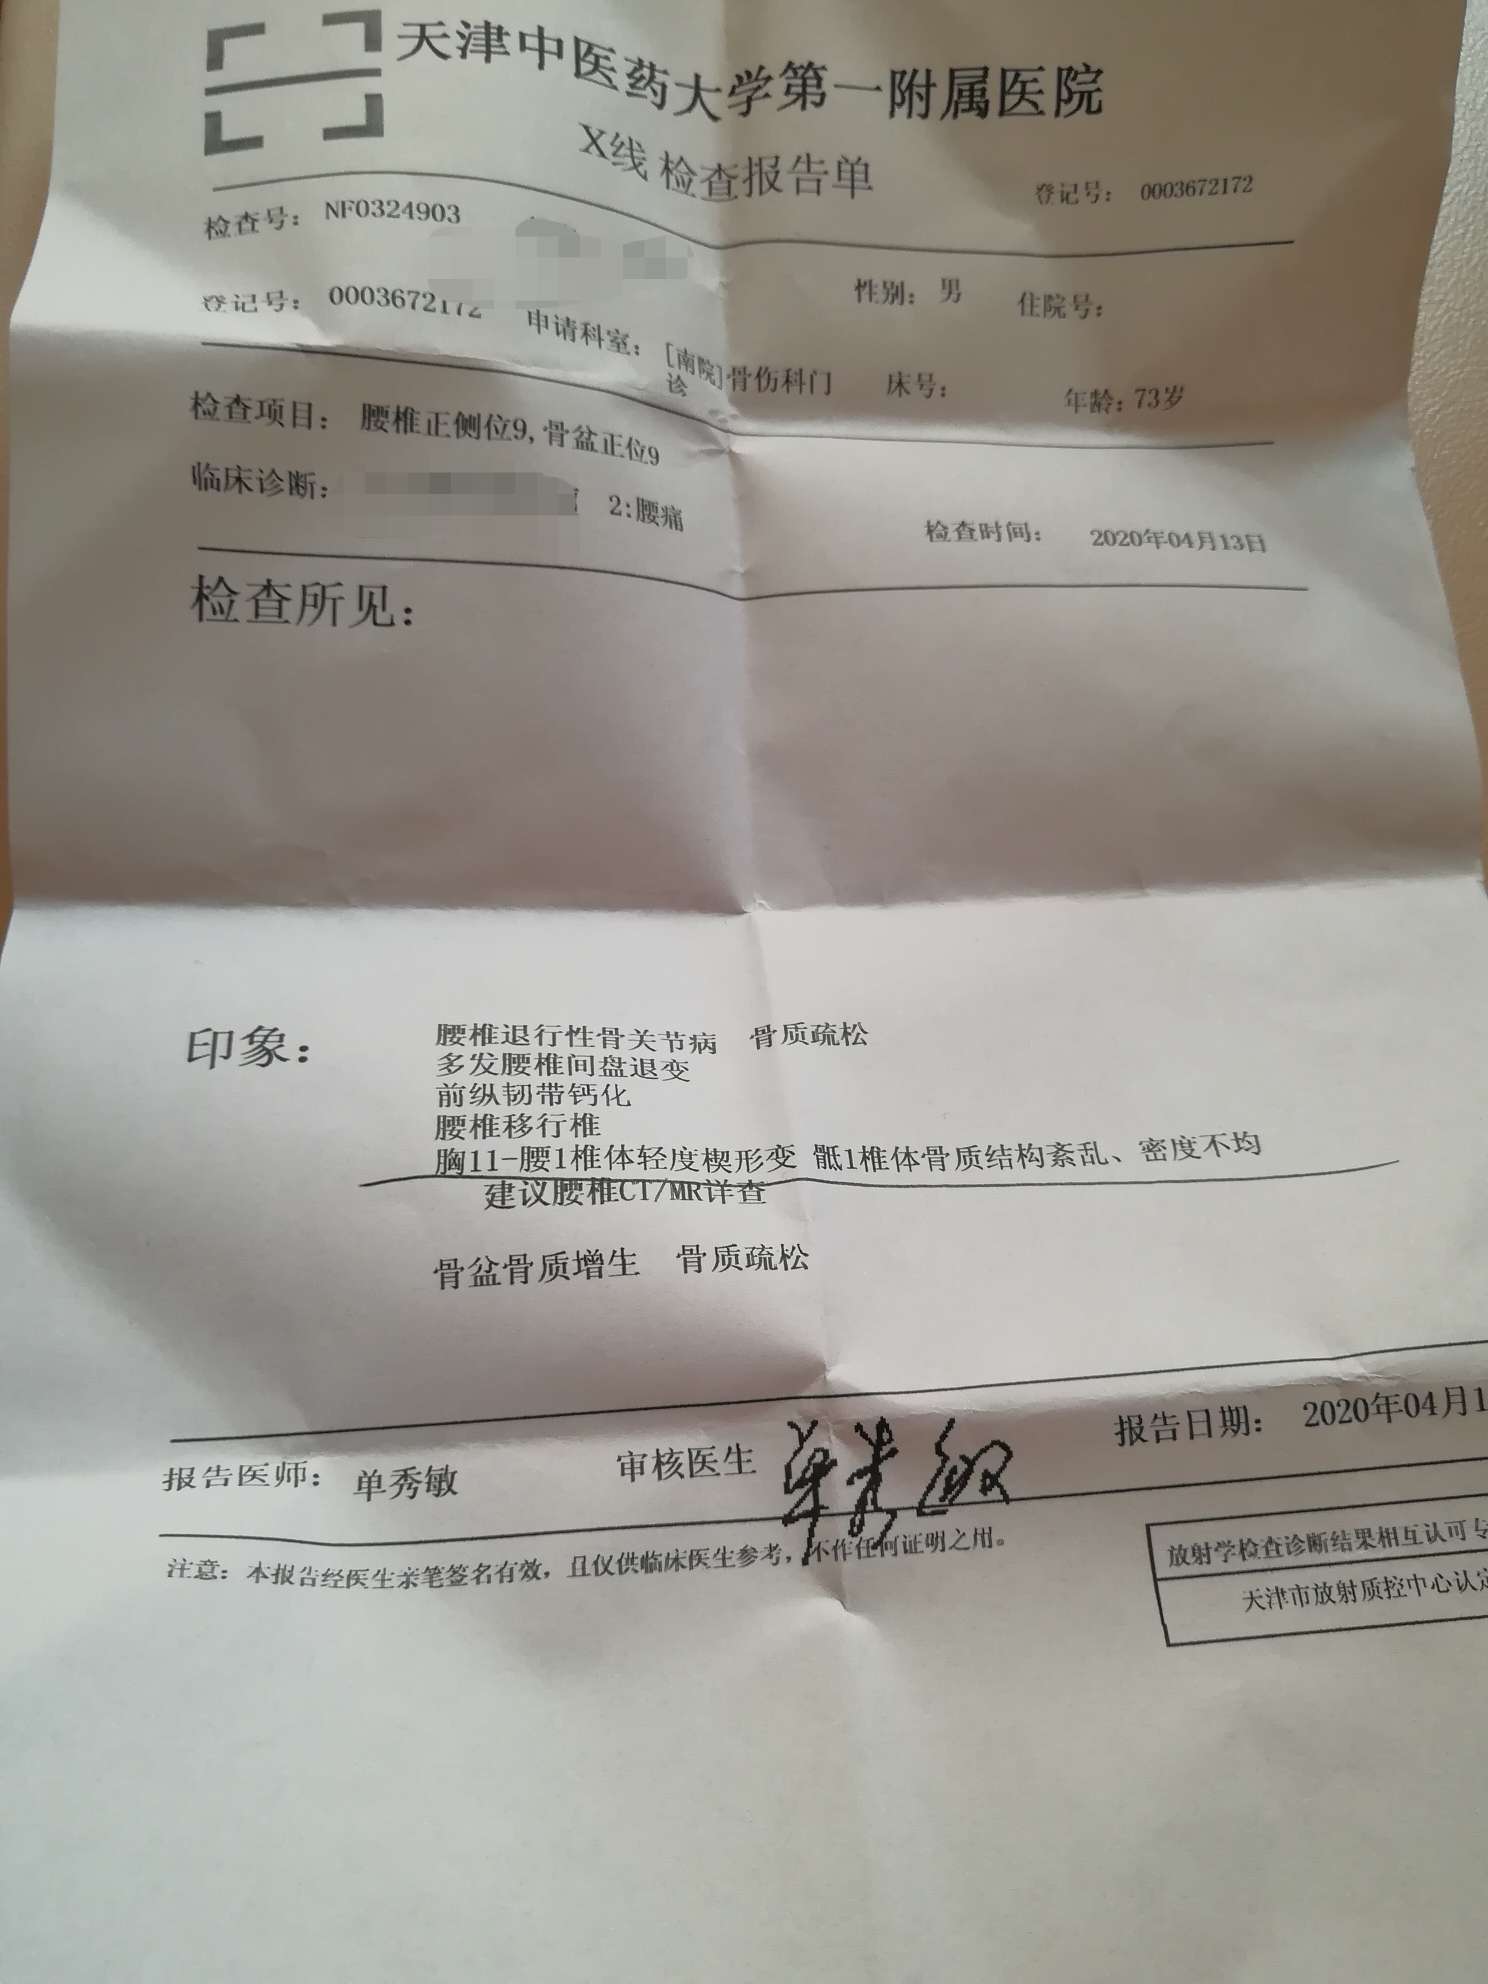 天津中医药大学第一附属医院
X线 检查报告单
登记号: 0003672172
检查号: NF0324903
登记号: 0003672172 申请科室: [南院]骨伤科门诊 性别: 男 住院号:
床号: 年龄: 73岁
检查项目: 腰椎正侧位9,骨盆正位9
临床诊断: 2:腰痛 检查时间: 2020年04月13日
检查所见:
印象:
腰椎退行性骨关节病 骨质疏松
多发腰椎间盘退变
前纵韧带钙化
腰椎移行椎
胸11-腰1椎体轻度楔形变 骶1椎体骨质结构紊乱、密度不均
建议腰椎CT/MR详查
骨盆骨质增生 骨质疏松
报告医师: 单秀敏 审核医生 单秀敏 报告日期: 2020年04月1
注意: 本报告经医生亲笔签名有效, 且仅供临床医生参考, 不作任何证明之用。
放射学检查诊断结果相互认可专
天津市放射质控中心认定